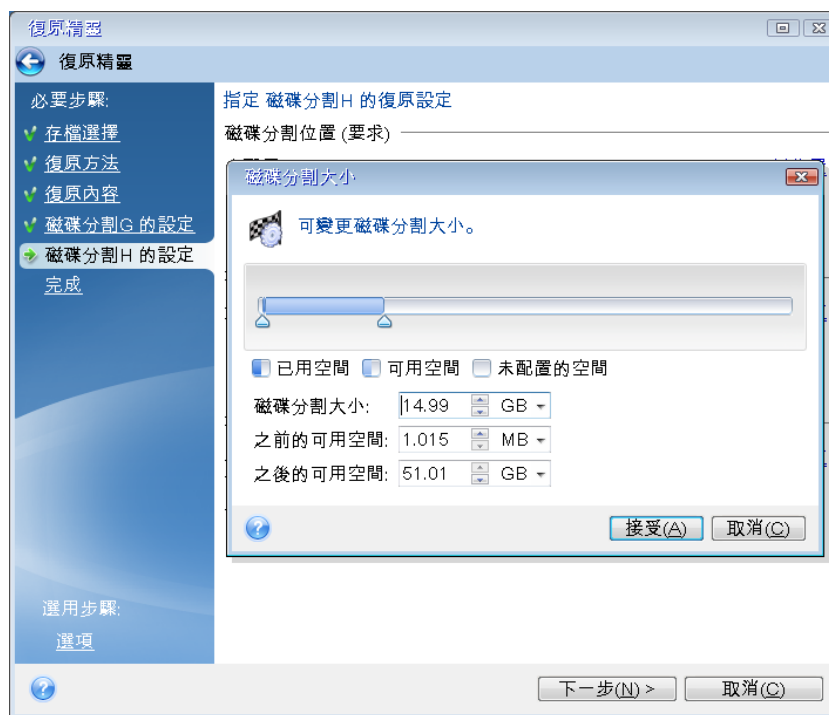 復原精靈
復原精靈
必要步驟:
存檔選擇
復原方法
復原內容
磁碟分割G 的設定
磁碟分割H 的設定
完成
選用步驟:
選項
指定 磁碟分割H 的復原設定
磁碟分割位置 (要求)
磁碟分割大小
可變更磁碟分割大小。
已用空間 可用空間 未配置的空間
磁碟分割大小: 14.99 GB
之前的可用空間: 1.015 MB
之後的可用空間: 51.01 GB
接受(A) 取消(C)
下一步(N) > 取消(C)